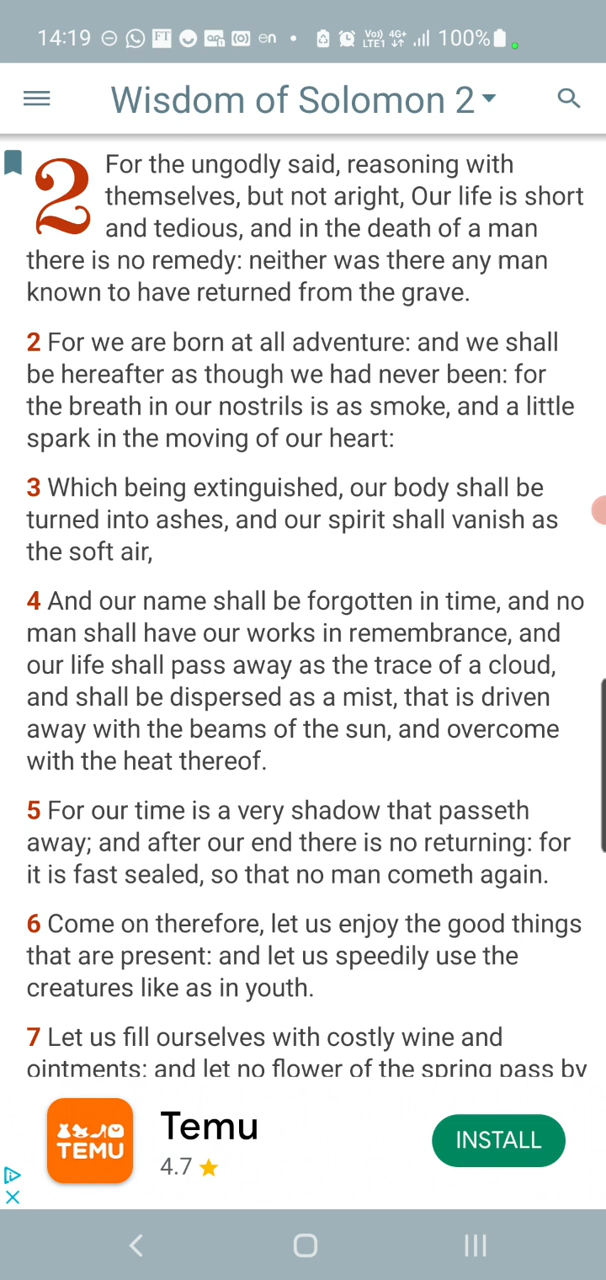 14:19 FT en • Vo)) LTE1 4G+ 100%
Wisdom of Solomon 2
2 For the ungodly said, reasoning with
themselves, but not aright, Our life is short
and tedious, and in the death of a man
there is no remedy: neither was there any man
known to have returned from the grave.
2 For we are born at all adventure: and we shall
be hereafter as though we had never been: for
the breath in our nostrils is as smoke, and a little
spark in the moving of our heart:
3 Which being extinguished, our body shall be
turned into ashes, and our spirit shall vanish as
the soft air,
4 And our name shall be forgotten in time, and no
man shall have our works in remembrance, and
our life shall pass away as the trace of a cloud,
and shall be dispersed as a mist, that is driven
away with the beams of the sun, and overcome
with the heat thereof.
5 For our time is a very shadow that passeth
away; and after our end there is no returning: for
it is fast sealed, so that no man cometh again.
6 Come on therefore, let us enjoy the good things
that are present: and let us speedily use the
creatures like as in youth.
7 Let us fill ourselves with costly wine and
ointments: and let no flower of the spring pass by
TEMU
Temu
4.7
INSTALL